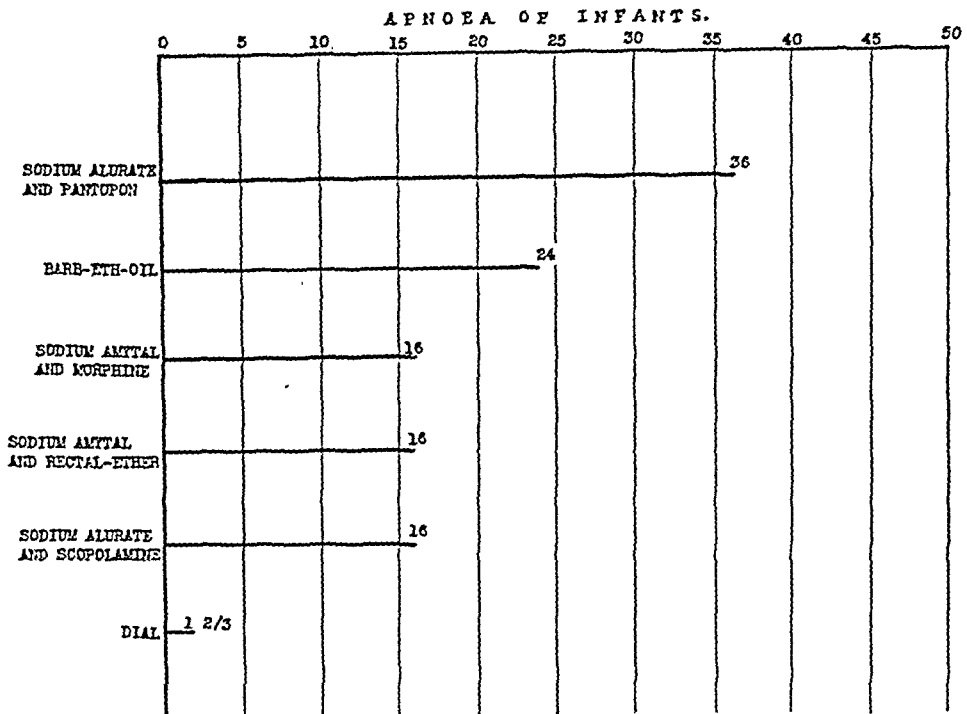 APNOEA OF INFANTS.
0 5 10 15 20 25 30 35 40 45 50
36
SODIUM ALURATE
AND PANTOPON
24
BARB-ETH-OIL
16
SODIUM AMYTAL
AND MORPHINE
16
SODIUM AMYTAL
AND RECTAL-ETHER
16
SODIUM ALURATE
AND SCOPOLAMINE
DIAL 1 2/3